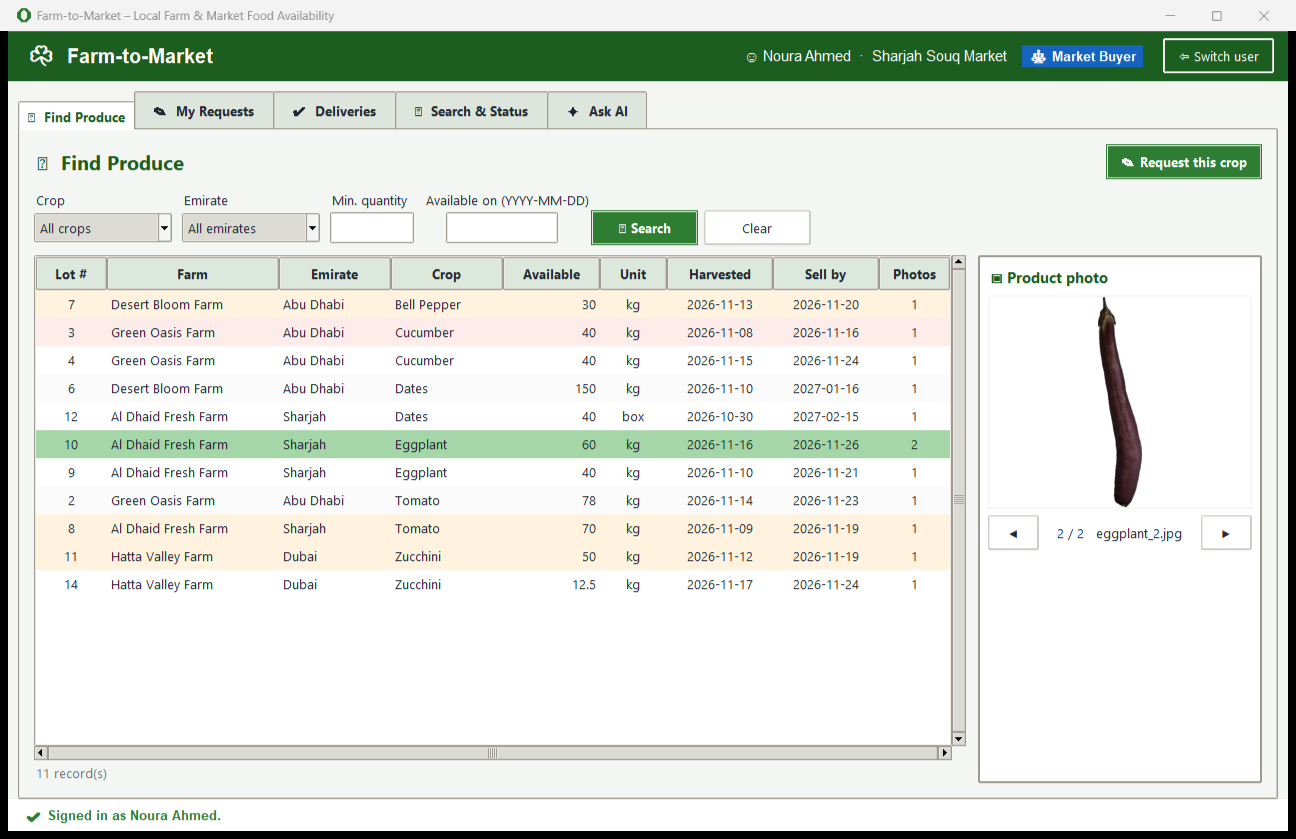 Farm-to-Market – Local Farm & Market Food Availability
Farm-to-Market
Noura Ahmed · Sharjah Souq Market
Market Buyer
⇦ Switch user
Find Produce
My Requests
Deliveries
Search & Status
Ask AI
Find Produce
Request this crop
Crop
Emirate
Min. quantity
Available on (YYYY-MM-DD)
All crops
All emirates
Search
Clear
Lot # Farm Emirate Crop Available Unit Harvested Sell by Photos
7 Desert Bloom Farm Abu Dhabi Bell Pepper 30 kg 2026-11-13 2026-11-20 1
3 Green Oasis Farm Abu Dhabi Cucumber 40 kg 2026-11-08 2026-11-16 1
4 Green Oasis Farm Abu Dhabi Cucumber 40 kg 2026-11-15 2026-11-24 1
6 Desert Bloom Farm Abu Dhabi Dates 150 kg 2026-11-10 2027-01-16 1
12 Al Dhaid Fresh Farm Sharjah Dates 40 box 2026-10-30 2027-02-15 1
10 Al Dhaid Fresh Farm Sharjah Eggplant 60 kg 2026-11-16 2026-11-26 2
9 Al Dhaid Fresh Farm Sharjah Eggplant 40 kg 2026-11-10 2026-11-21 1
2 Green Oasis Farm Abu Dhabi Tomato 78 kg 2026-11-14 2026-11-23 1
8 Al Dhaid Fresh Farm Sharjah Tomato 70 kg 2026-11-09 2026-11-19 1
11 Hatta Valley Farm Dubai Zucchini 50 kg 2026-11-12 2026-11-19 1
14 Hatta Valley Farm Dubai Zucchini 12.5 kg 2026-11-17 2026-11-24 1
Product photo
2 / 2 eggplant_2.jpg
11 record(s)
Signed in as Noura Ahmed.